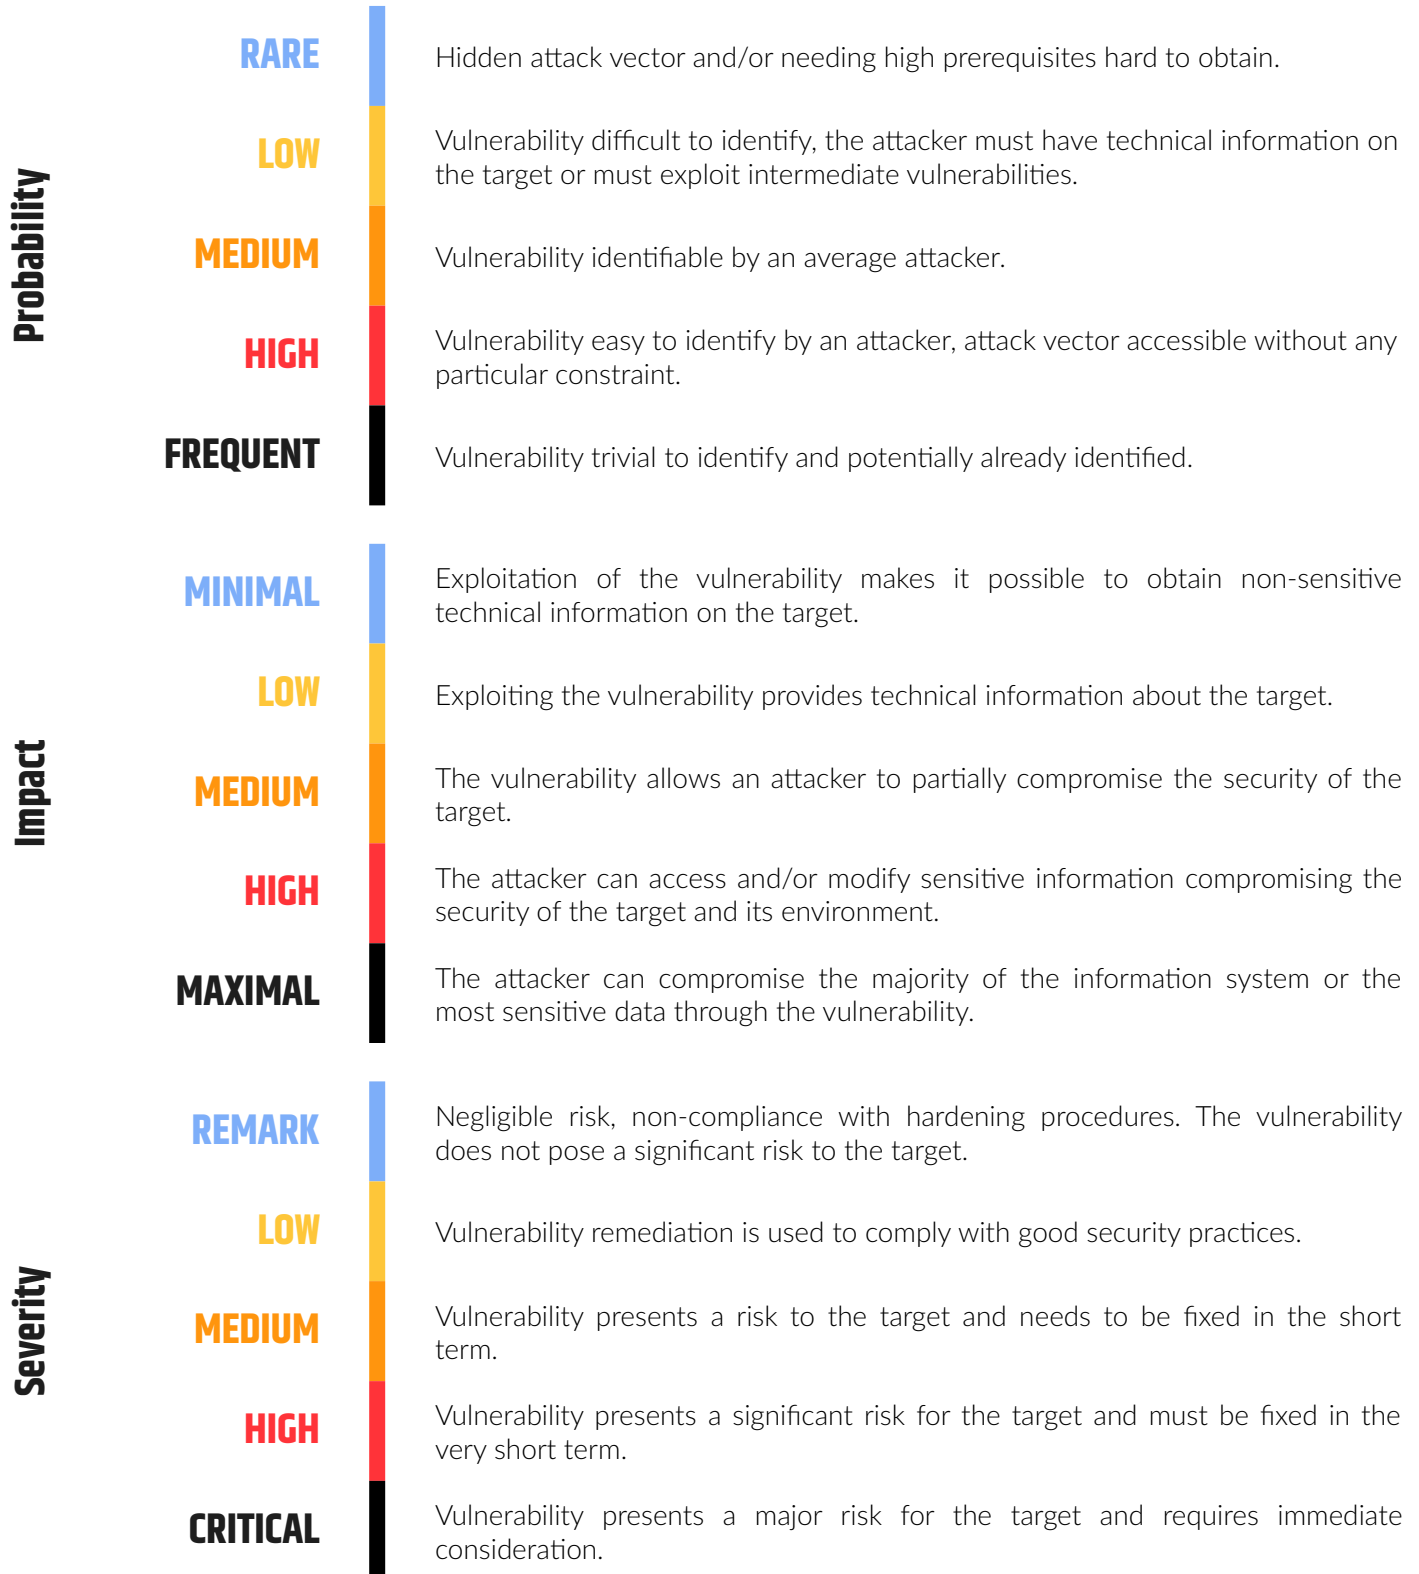 Probability
RARE
Hidden attack vector and/or needing high prerequisites hard to obtain.
LOW
Vulnerability difficult to identify, the attacker must have technical information on
the target or must exploit intermediate vulnerabilities.
MEDIUM
Vulnerability identifiable by an average attacker.
HIGH
Vulnerability easy to identify by an attacker, attack vector accessible without any
particular constraint.
FREQUENT
Vulnerability trivial to identify and potentially already identified.
Impact
MINIMAL
Exploitation of the vulnerability makes it possible to obtain non-sensitive
technical information on the target.
LOW
Exploiting the vulnerability provides technical information about the target.
MEDIUM
The vulnerability allows an attacker to partially compromise the security of the
target.
HIGH
The attacker can access and/or modify sensitive information compromising the
security of the target and its environment.
MAXIMAL
The attacker can compromise the majority of the information system or the
most sensitive data through the vulnerability.
Severity
REMARK
Negligible risk, non-compliance with hardening procedures. The vulnerability
does not pose a significant risk to the target.
LOW
Vulnerability remediation is used to comply with good security practices.
MEDIUM
Vulnerability presents a risk to the target and needs to be fixed in the short
term.
HIGH
Vulnerability presents a significant risk for the target and must be fixed in the
very short term.
CRITICAL
Vulnerability presents a major risk for the target and requires immediate
consideration.